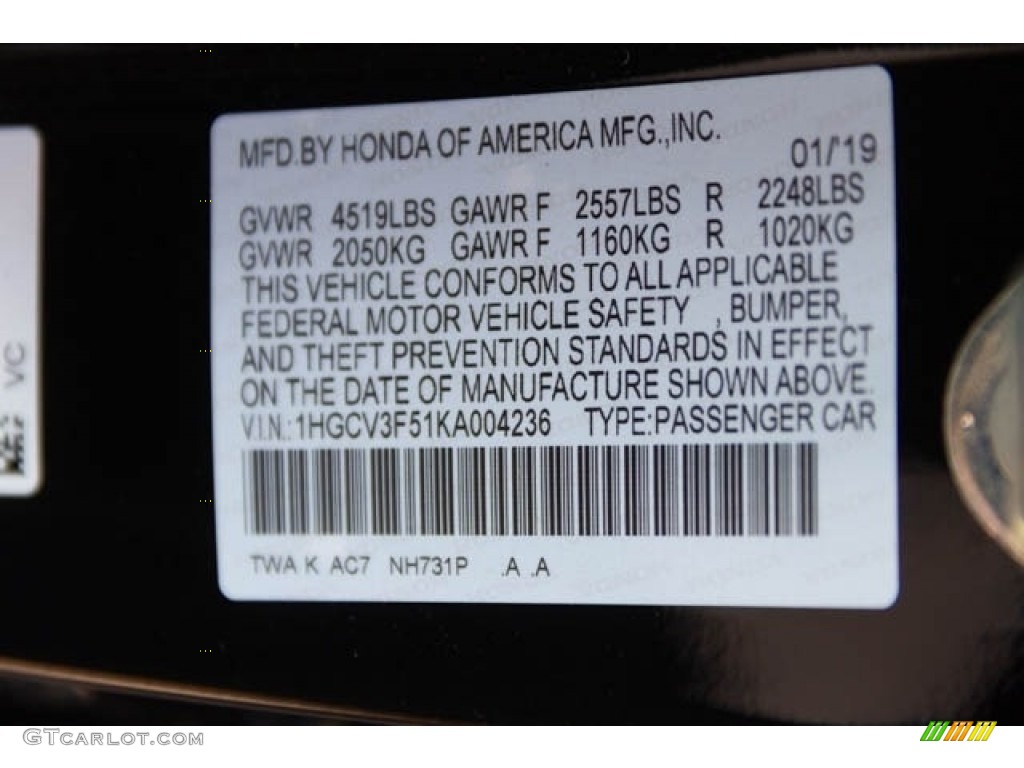 MFD.BY HONDA OF AMERICA MFG.,INC.
01/'19
GVWR 4519LBS GAWR F 2557LBS R 2248LBS
GVWR 2050KG GAWR F 1160KG R 1020KG
THIS VEHICLE CONFORMS TO ALL APPLICABLE
FEDERAL MOTOR VEHICLE SAFETY , BUMPER,
AND THEFT PREVENTION STANDARDS IN EFFECT
ON THE DATE OF MANUFACTURE SHOWN ABOVE.
V.I.N.: 1HGCV3F51KA004236 TYPE:PASSENGER CAR
TWA K AC7 NH731P .A .A
VC
GTCARLOT.COM